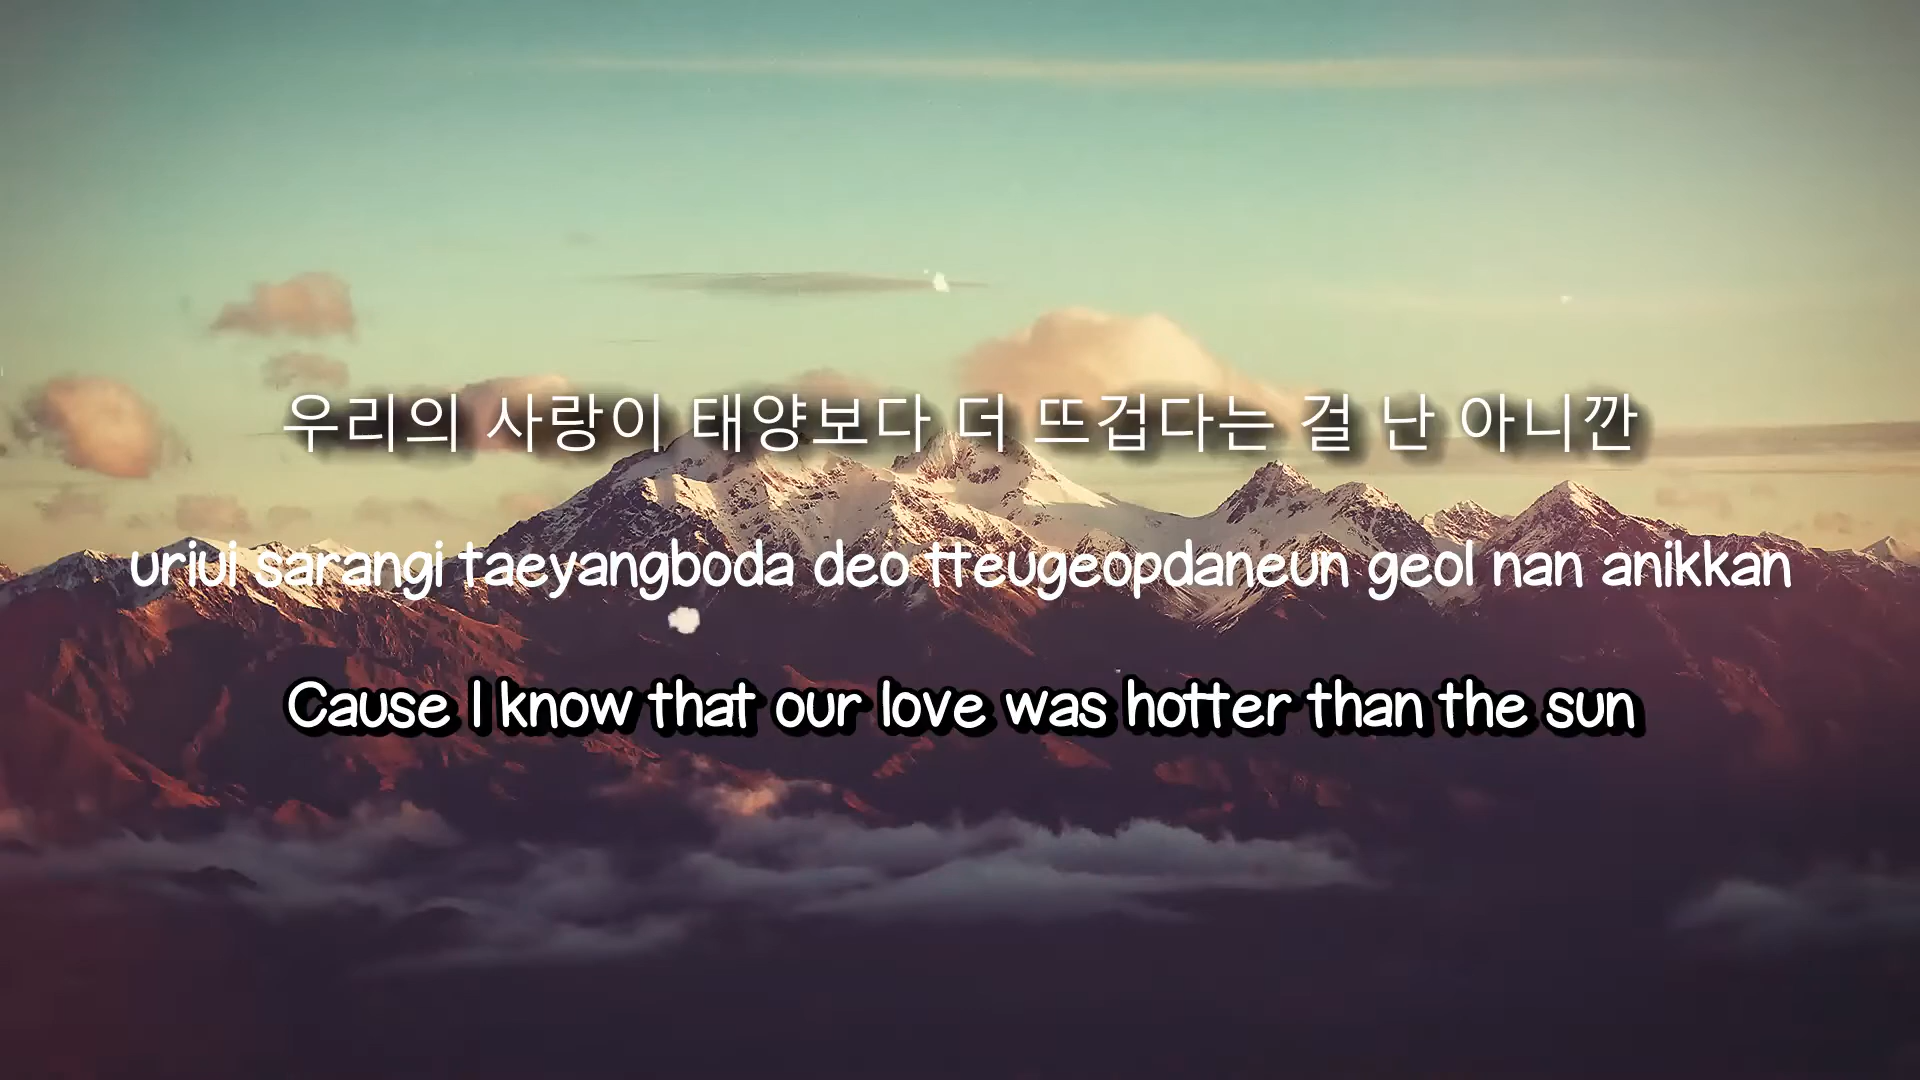 우리의 사랑이 태양보다 더 뜨겁다는 걸 난 아니깐
uriui sarangi taeyangboda deo tteugeopdaneun geol nan anikkan
Cause I know that our love was hotter than the sun